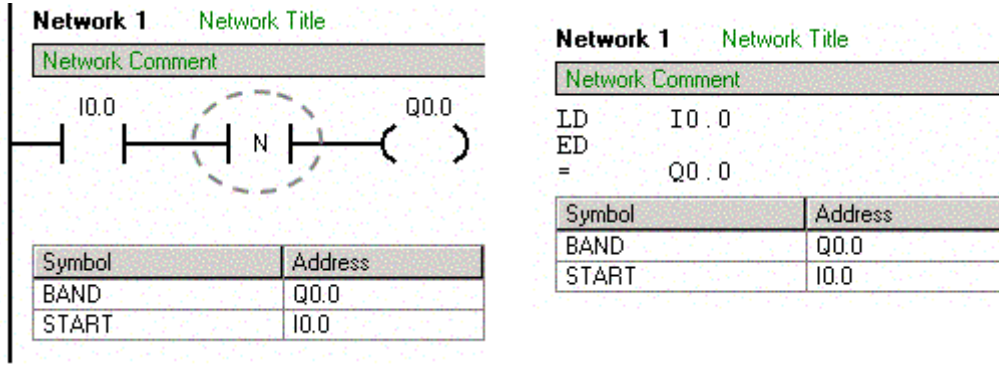 Network 1 Network Title
Network Comment
I0.0 Q0.0
N
Symbol Address
BAND Q0.0
START I0.0
Network 1 Network Title
Network Comment
LD I0.0
ED
= Q0.0
Symbol Address
BAND Q0.0
START I0.0